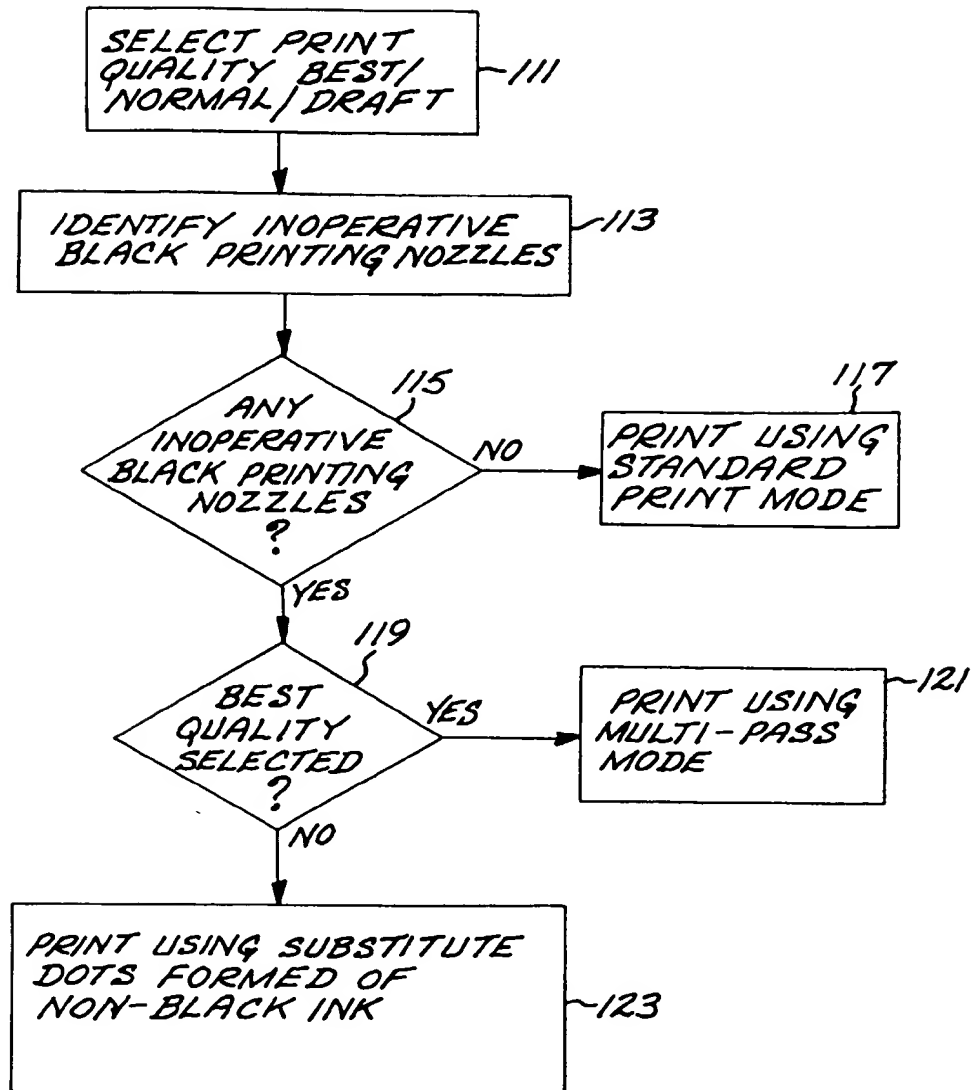 SELECT PRINT
QUALITY BEST/
NORMAL/DRAFT
111
IDENTIFY INOPERATIVE
BLACK PRINTING NOZZLES
113
115
ANY
INOPERATIVE
BLACK PRINTING
NOZZLES
?
NO
117
PRINT USING
STANDARD
PRINT MODE
YES
119
BEST
QUALITY
SELECTED
?
YES
121
PRINT USING
MULTI-PASS
MODE
NO
PRINT USING SUBSTITUTE
DOTS FORMED OF
NON-BLACK INK
123